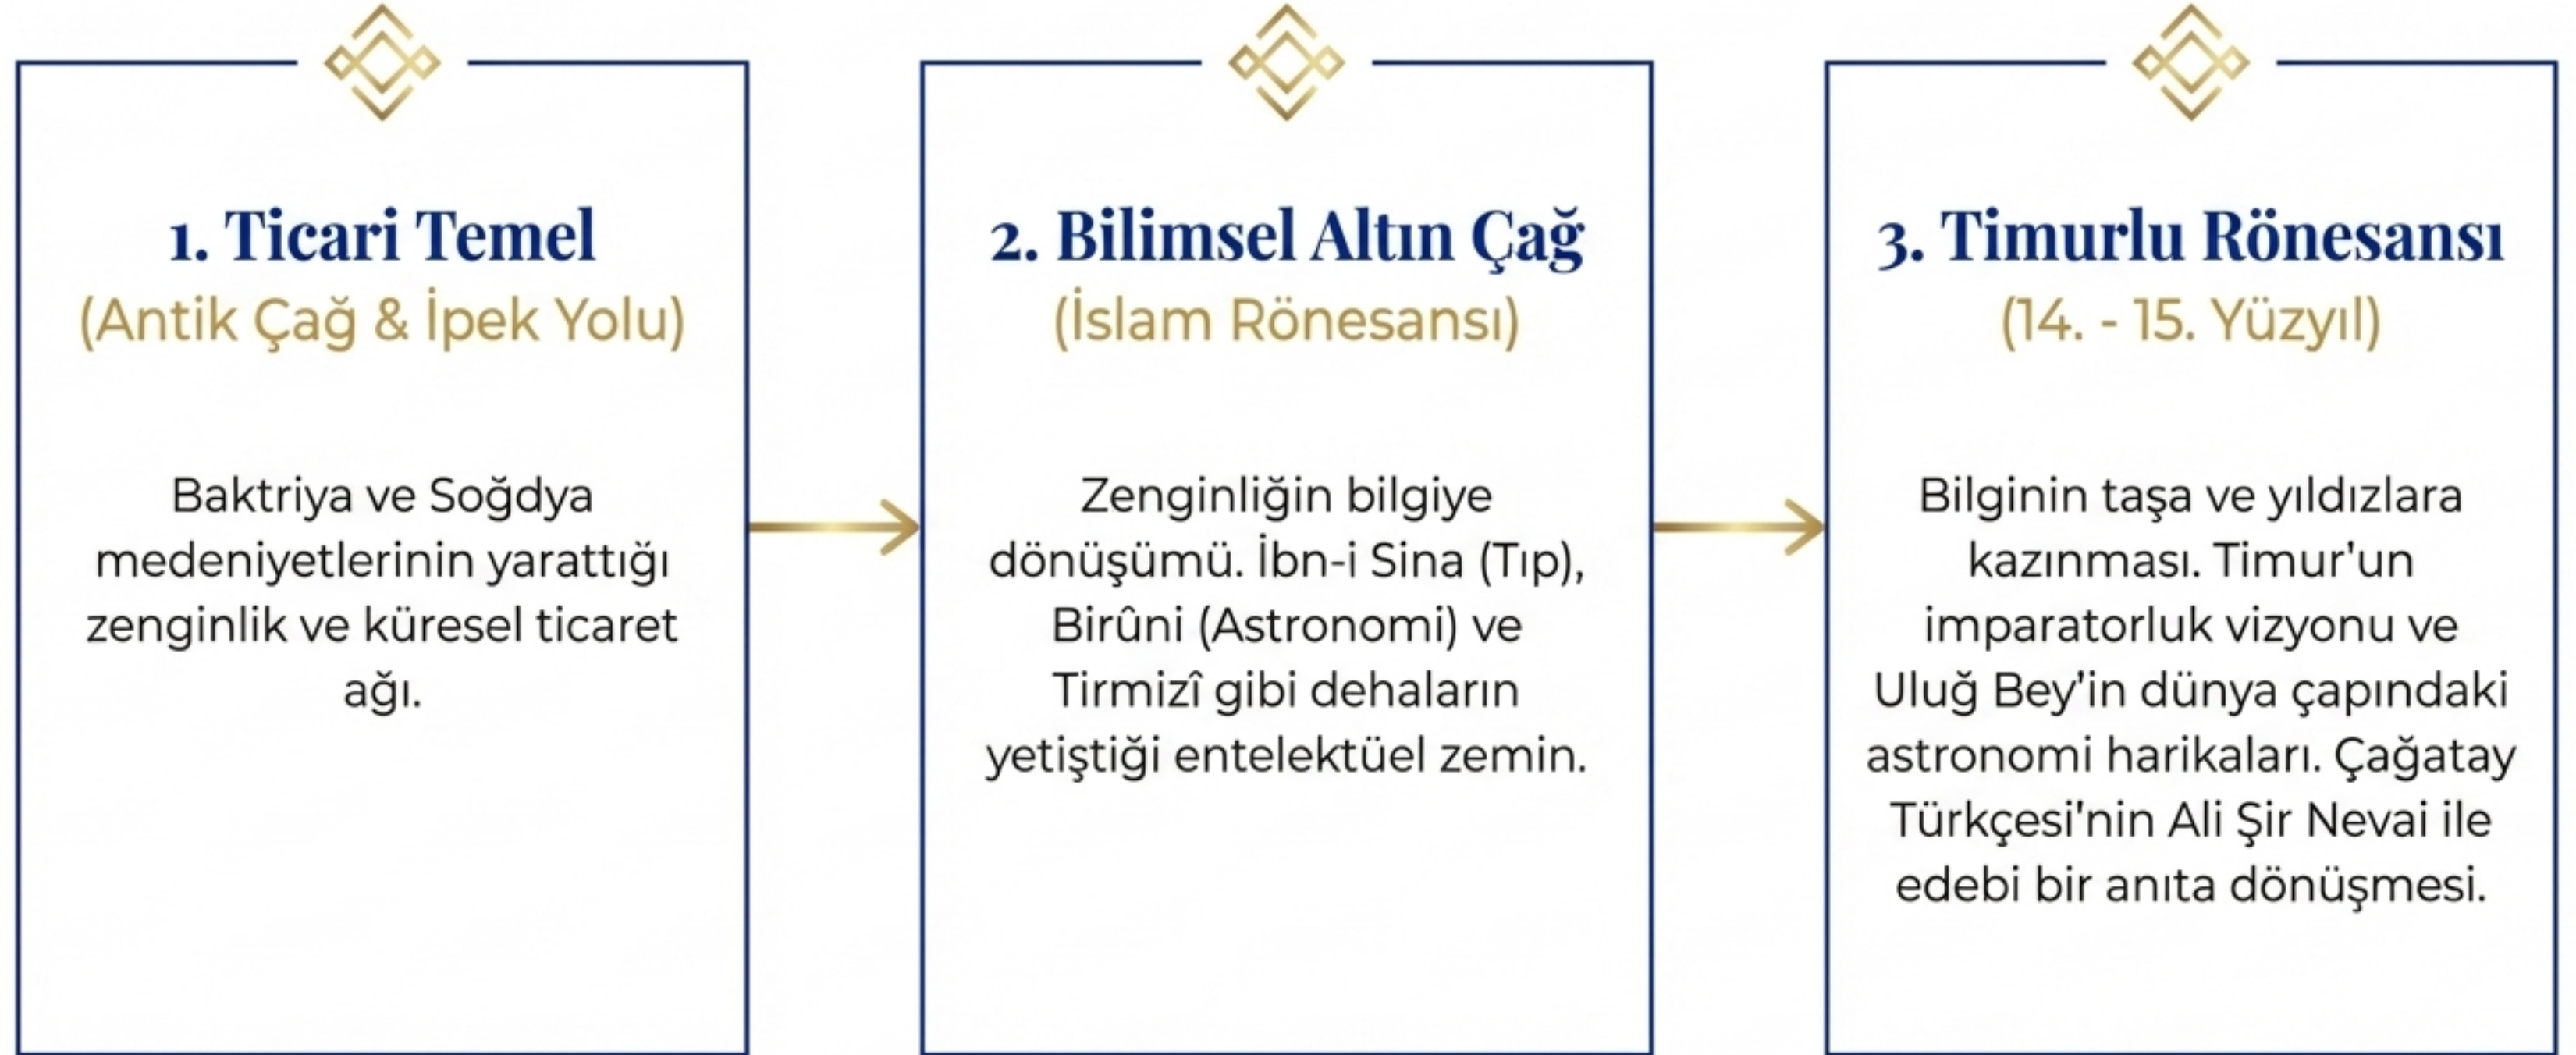 1. Ticari Temel
(Antik Çağ & İpek Yolu)
Baktriya ve Soğdya
medeniyetlerinin yarattığı
zenginlik ve küresel ticaret
ağı.
2. Bilimsel Altın Çağ
(İslam Rönesansı)
Zenginliğin bilgiye
dönüşümü. İbn-i Sina (Tıp),
Birûni (Astronomi) ve
Tirmizî gibi dehaların
yetiştiği entelektüel zemin.
3. Timurlu Rönesansı
(14. - 15. Yüzyıl)
Bilginin taşa ve yıldızlara
kazınması. Timur'un
imparatorluk vizyonu ve
Uluğ Bey'in dünya çapındaki
astronomi harikaları. Çağatay
Türkçesi'nin Ali Şir Nevai ile
edebi bir anıta dönüşmesi.